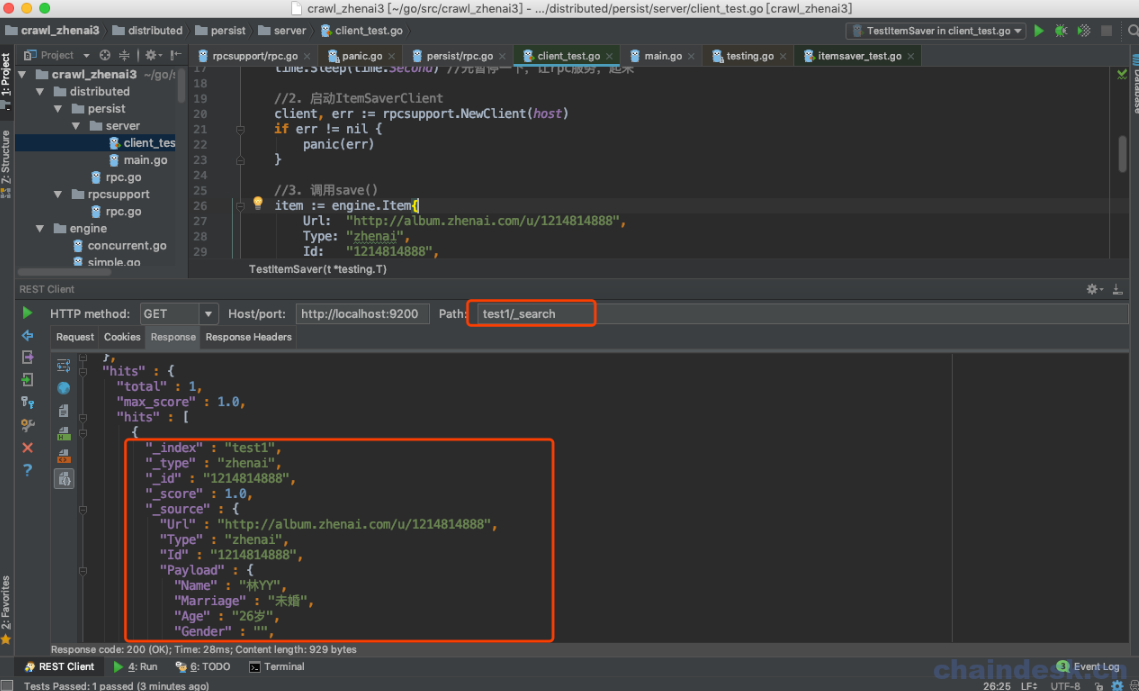 crawl_zhenai3 [~/go/src/crawl_zhenai3] - .../distributed/persist/server/client_test.go [crawl_zhenai3]
crawl_zhenai3 distributed persist server client_test.go TestItemSaver in client_test.go
Project rpcsupport/rpc.go panic.go persist/rpc.go client_test.go main.go testing.go itemsaver_test.go
1: Project
Z: Structure
2: Favorites
crawl_zhenai3 ~/go/
distributed
persist
server
client_tes
main.go
rpc.go
rpcsupport
rpc.go
engine
concurrent.go
simple.go
17 time.Sleep(time.Second) //先暂停一下，让rpc服务，起来
18
19 //2. 启动ItemSaverClient
20 client, err := rpcsupport.NewClient(host)
21 if err != nil {
22 panic(err)
23 }
24
25 //3. 调用save()
26 item := engine.Item{
27 Url: "http://album.zhenai.com/u/1214814888",
28 Type: "zhenai",
29 Id: "1214814888",
TestItemSaver(t *testing.T)
REST Client
HTTP method: GET Host/port: http://localhost:9200 Path: test1/_search
Request Cookies Response Response Headers
},
"hits" : {
"total" : 1,
"max_score" : 1.0,
"hits" : [
{
"_index" : "test1",
"_type" : "zhenai",
"_id" : "1214814888",
"_score" : 1.0,
"_source" : {
"Url" : "http://album.zhenai.com/u/1214814888",
"Type" : "zhenai",
"Id" : "1214814888",
"Payload" : {
"Name" : "林YY",
"Marriage" : "未婚",
"Age" : "26岁",
"Gender" : "",
Response code: 200 (OK); Time: 28ms; Content length: 929 bytes
REST Client 4: Run 6: TODO Terminal 3 Event Log
chaindesk.cn
Tests Passed: 1 passed (3 minutes ago) 26:25 LF÷ UTF-8